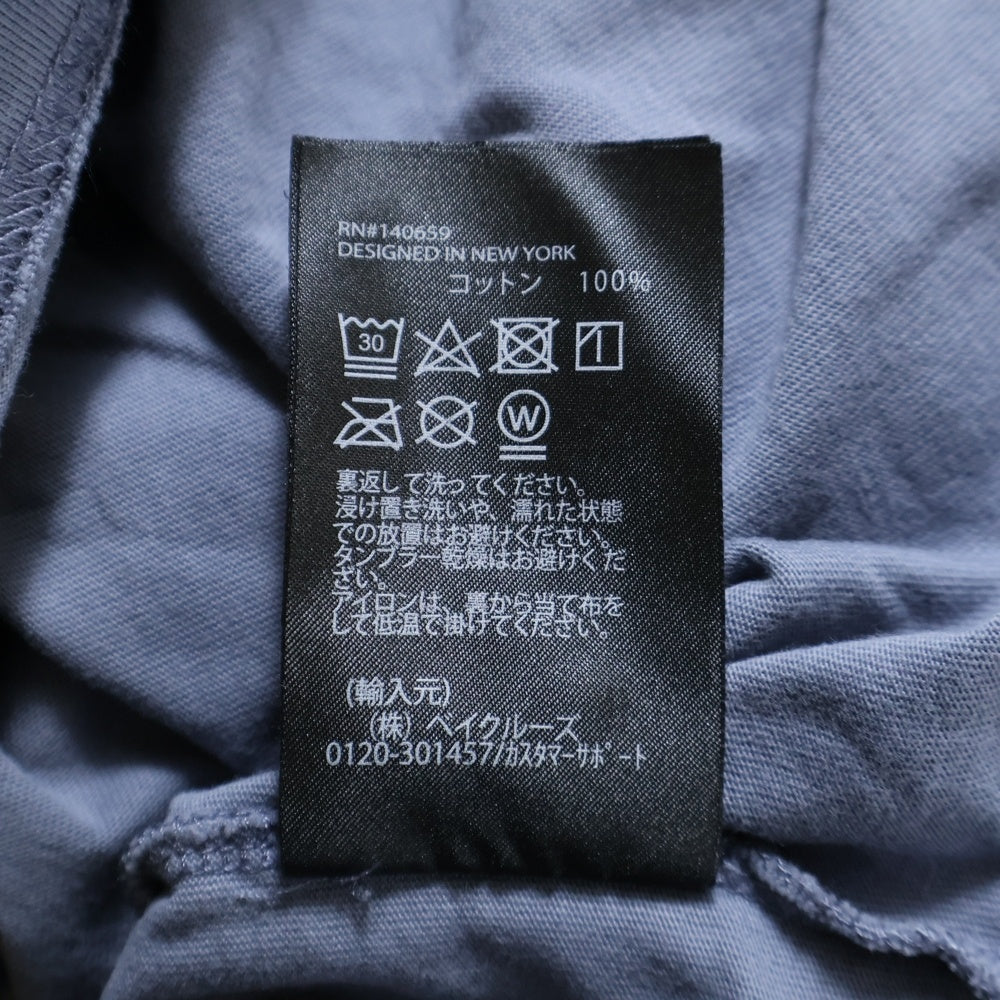 RN#140659
DESIGNED IN NEW YORK
コットン 100%
30
W
裏返して洗ってください。
浸け置き洗いや、濡れた状態
での放置はお避けください。
タンブラー乾燥はお避けくだ
さい。
アイロンは、裏から当て布を
して低温で掛けてください。
(輸入元)
(株) ベイクルーズ
0120-301457/カスタマーサポート